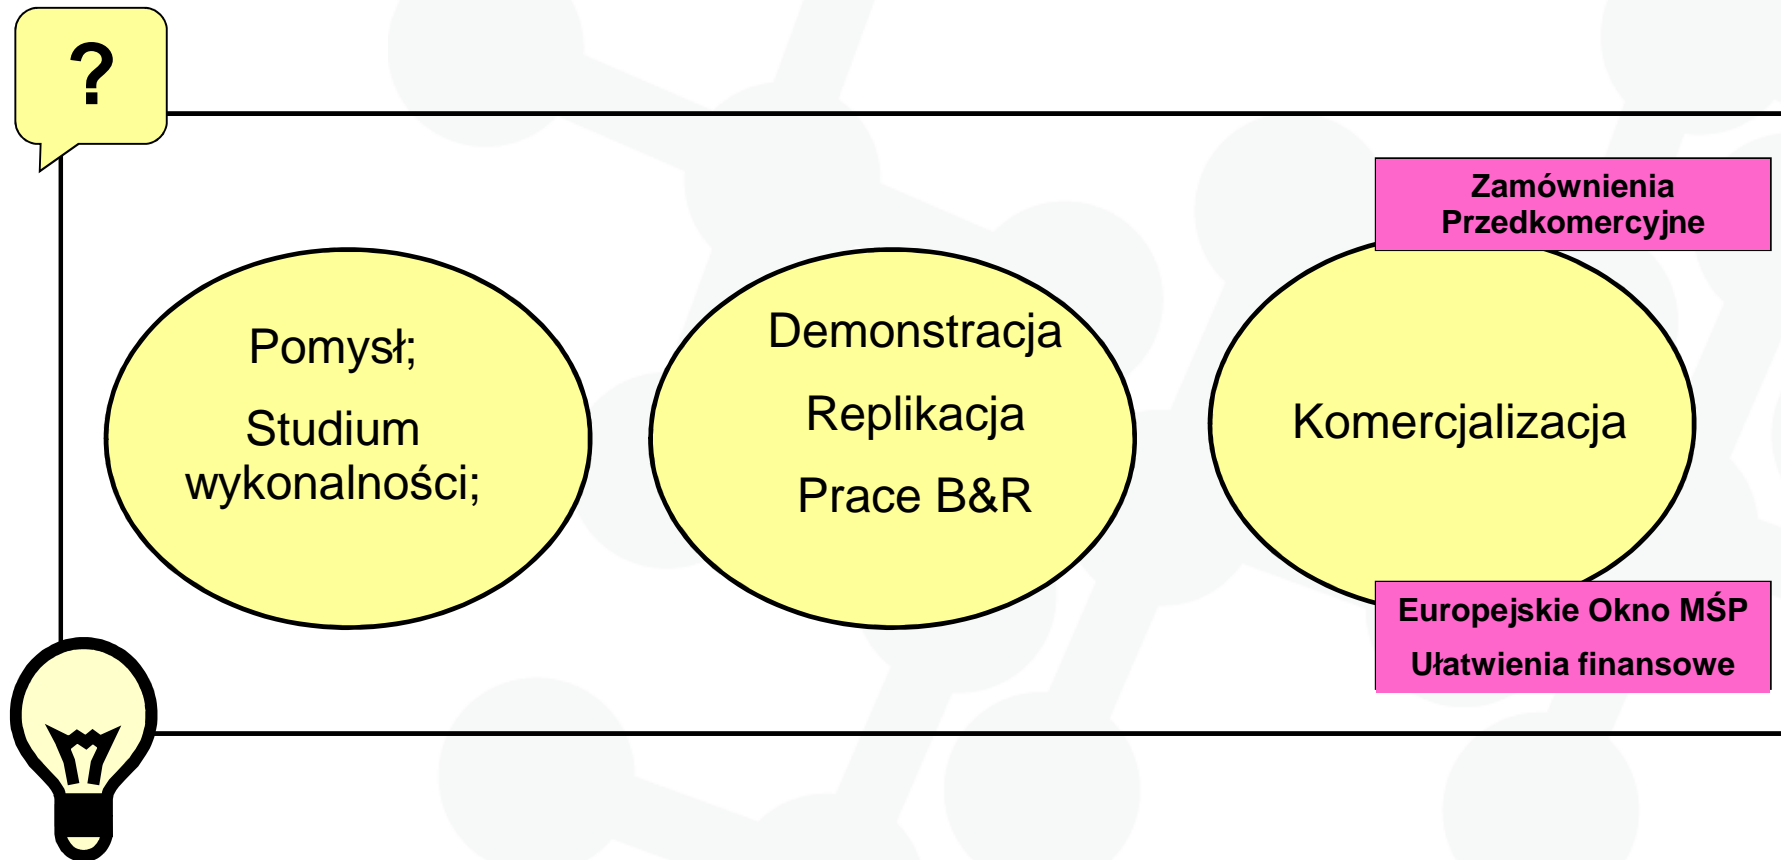 ?
Pomysł;
Studium
wykonalności;
Demonstracja
Replikacja
Prace B&R
Zamównienia
Przedkomercyjne
Komercjalizacja
Europejskie Okno MŚP
Ułatwienia finansowe